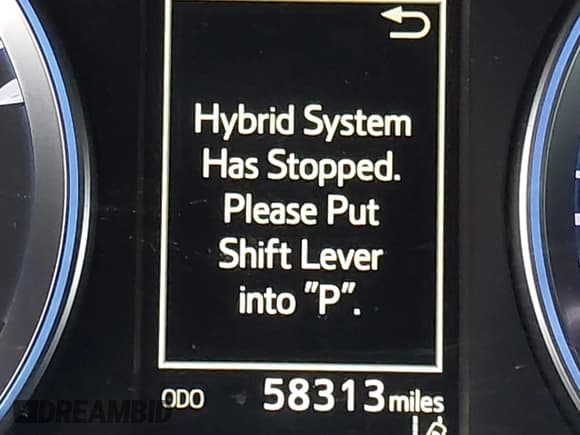 Hybrid System
Has Stopped.
Please Put
Shift Lever
into "P".
ODO 58313 miles
DREAMBID